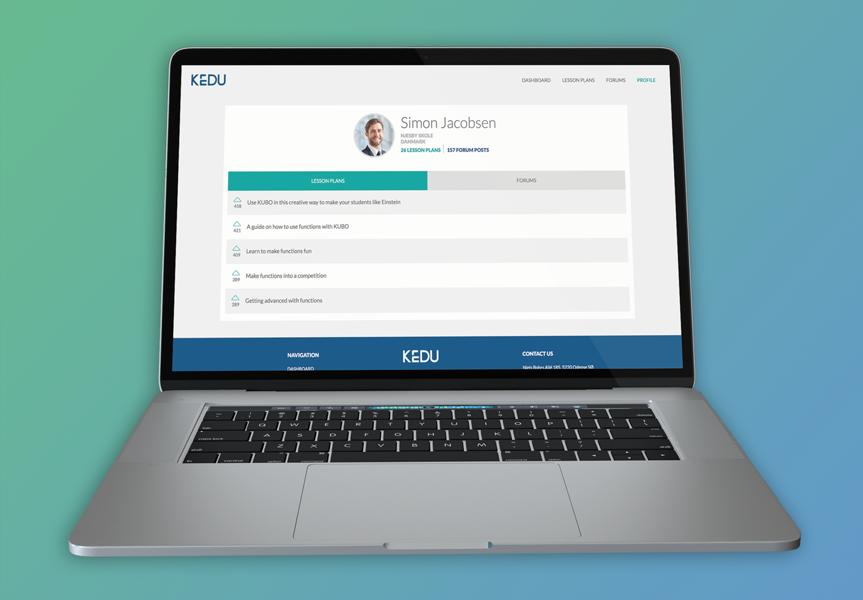 KEDU
DASHBOARD LESSON PLANS FORUMS PROFILE
Simon Jacobsen
NJESBY SKOLE
DANMARK
26 LESSON PLANS 157 FORUM POSTS
LESSON PLANS FORUMS
458 Use KUBO in this creative way to make your students like Einstein
421 A guide on how to use functions with KUBO
409 Learn to make functions fun
389 Make functions into a competition
289 Getting advanced with functions
NAVIGATION KEDU CONTACT US
DASHBOARD Niels Bohrs Allé 185, 5220 Odense SØ
Q W E R T Y U I O P
A S D F G H J K L
Z X C V B N M